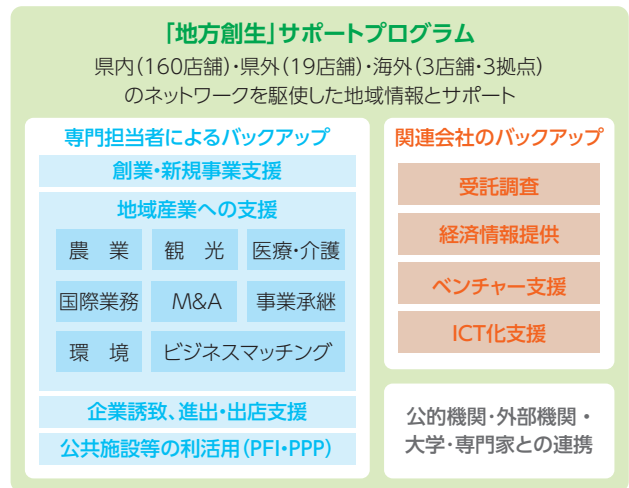 「地方創生」サポートプログラム
県内（160店舗）・県外（19店舗）・海外（3店舗・3拠点）
のネットワークを駆使した地域情報とサポート
専門担当者によるバックアップ
創業・新規事業支援
地域産業への支援
農　業
観　光
医療・介護
国際業務
M&A
事業承継
環　境
ビジネスマッチング
企業誘致、進出・出店支援
公共施設等の利活用（PFI・PPP）
関連会社のバックアップ
受託調査
経済情報提供
ベンチャー支援
ICT化支援
公的機関・外部機関・
大学・専門家との連携